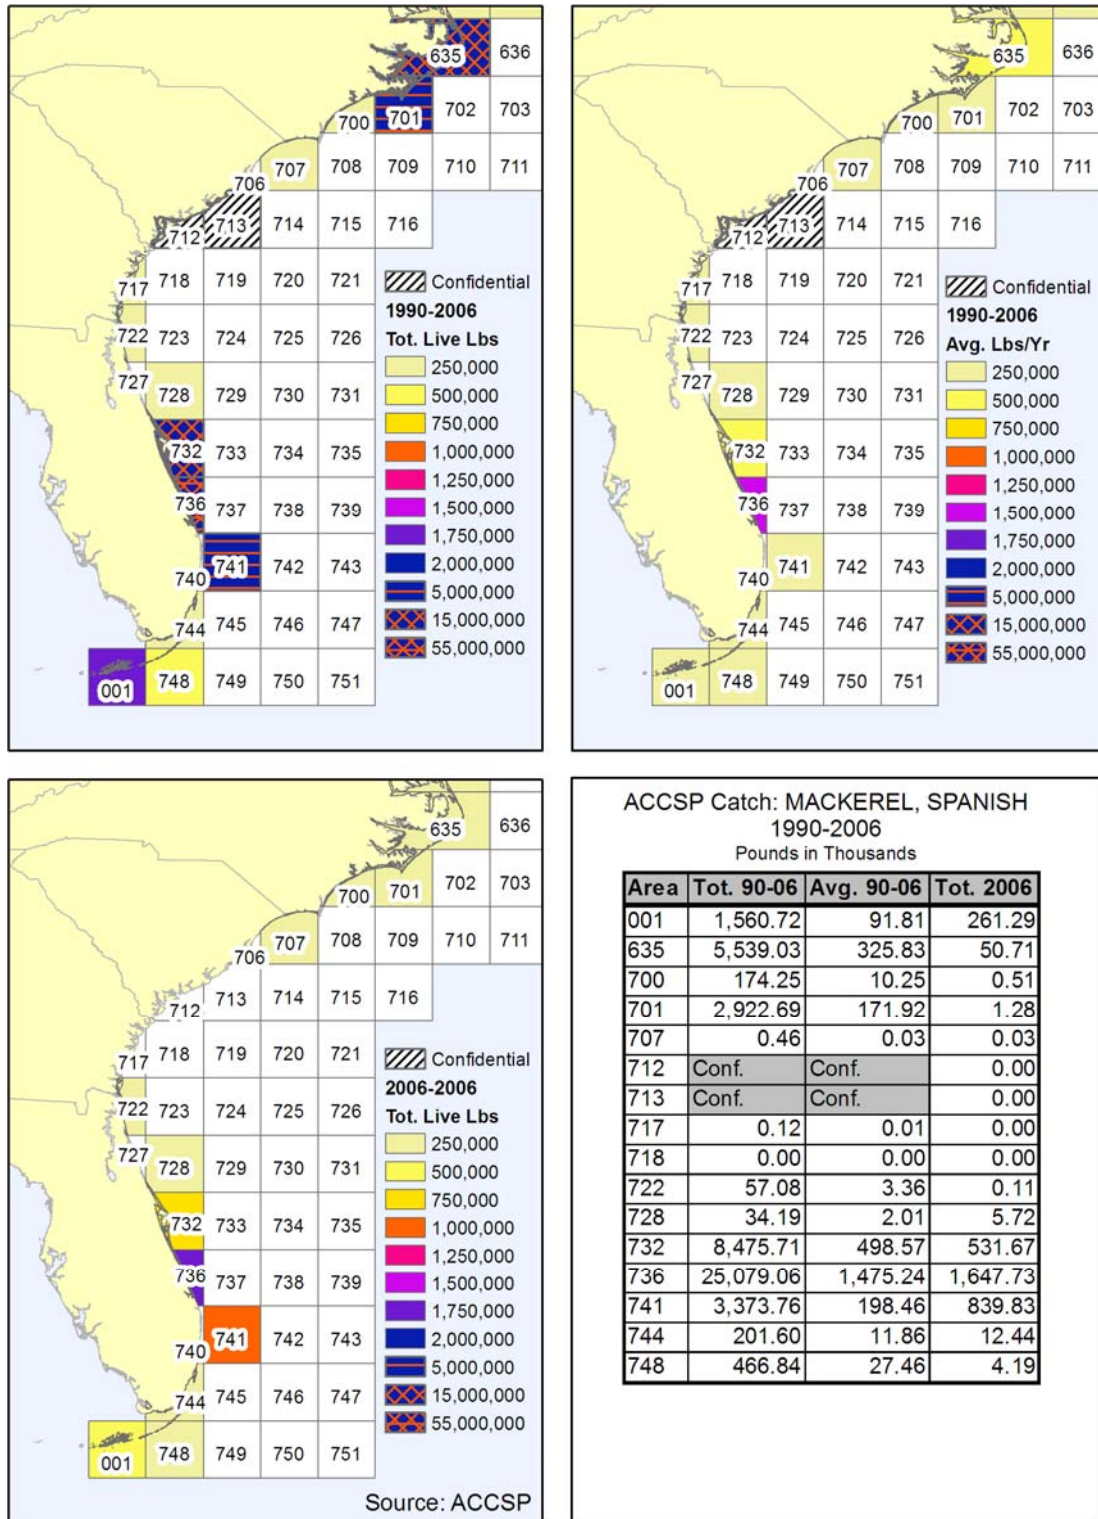 635 636
700 701 702 703
706 707 708 709 710 711
712 713 714 715 716
717 718 719 720 721
722 723 724 725 726
727 728 729 730 731
732 733 734 735
736 737 738 739
740 741 742 743
744 745 746 747
001 748 749 750 751
Confidential
1990-2006
Tot. Live Lbs
250,000
500,000
750,000
1,000,000
1,250,000
1,500,000
1,750,000
2,000,000
5,000,000
15,000,000
55,000,000
635 636
700 701 702 703
706 707 708 709 710 711
712 713 714 715 716
717 718 719 720 721
722 723 724 725 726
727 728 729 730 731
732 733 734 735
736 737 738 739
740 741 742 743
744 745 746 747
001 748 749 750 751
Confidential
1990-2006
Avg. Lbs/Yr
250,000
500,000
750,000
1,000,000
1,250,000
1,500,000
1,750,000
2,000,000
5,000,000
15,000,000
55,000,000
635 636
700 701 702 703
706 707 708 709 710 711
712 713 714 715 716
717 718 719 720 721
722 723 724 725 726
727 728 729 730 731
732 733 734 735
736 737 738 739
740 741 742 743
744 745 746 747
001 748 749 750 751
Confidential
2006-2006
Tot. Live Lbs
250,000
500,000
750,000
1,000,000
1,250,000
1,500,000
1,750,000
2,000,000
5,000,000
15,000,000
55,000,000
Source: ACCSP
ACCSP Catch: MACKEREL, SPANISH
1990-2006
Pounds in Thousands
Area Tot. 90-06 Avg. 90-06 Tot. 2006
001 1,560.72 91.81 261.29
635 5,539.03 325.83 50.71
700 174.25 10.25 0.51
701 2,922.69 171.92 1.28
707 0.46 0.03 0.03
712 Conf. Conf. 0.00
713 Conf. Conf. 0.00
717 0.12 0.01 0.00
718 0.00 0.00 0.00
722 57.08 3.36 0.11
728 34.19 2.01 5.72
732 8,475.71 498.57 531.67
736 25,079.06 1,475.24 1,647.73
741 3,373.76 198.46 839.83
744 201.60 11.86 12.44
748 466.84 27.46 4.19